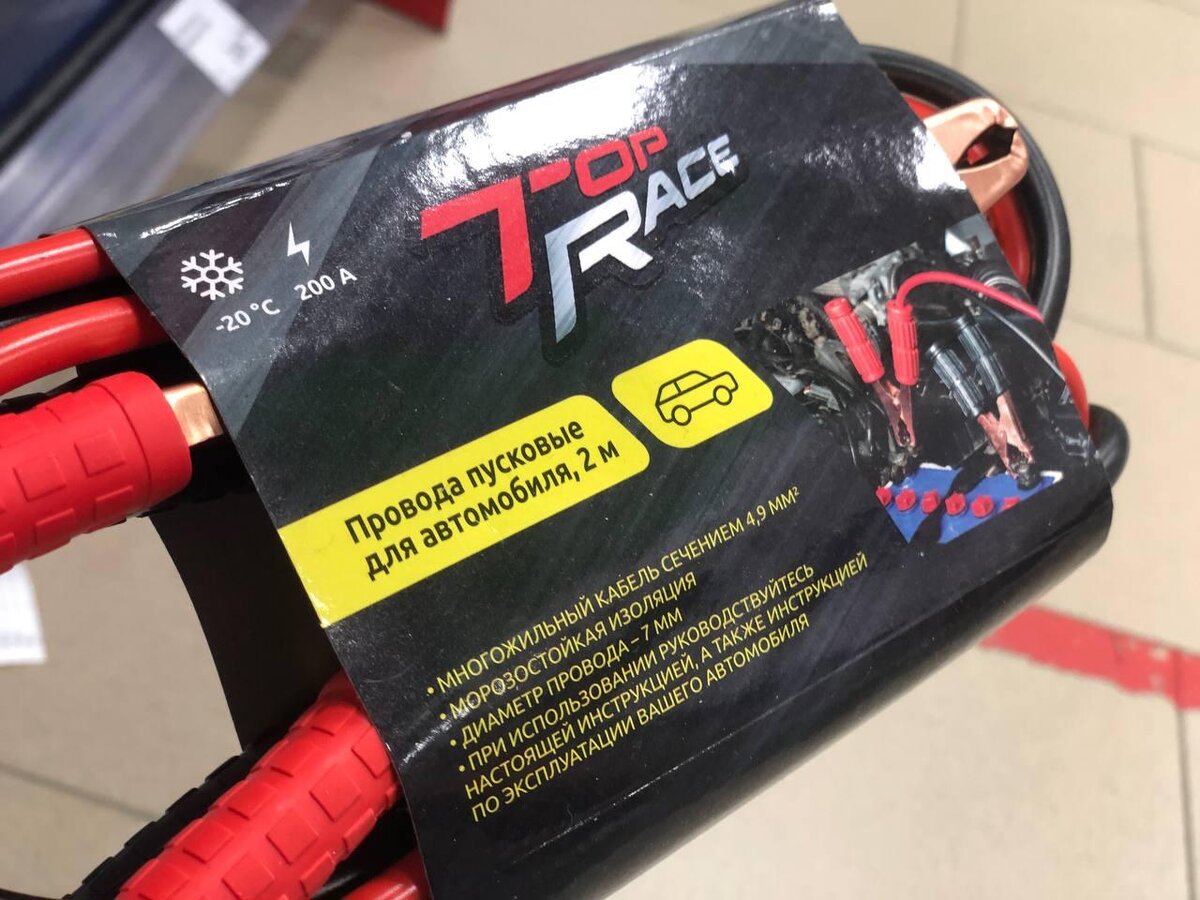 TOP
RACE
-20°C 200 А
Провода пусковые
для автомобиля, 2 м
• МНОГОЖИЛЬНЫЙ КАБЕЛЬ СЕЧЕНИЕМ 4,9 ММ²
• МОРОЗОСТОЙКАЯ ИЗОЛЯЦИЯ
• ДИАМЕТР ПРОВОДА – 7 ММ
• ПРИ ИСПОЛЬЗОВАНИИ РУКОВОДСТВУЙТЕСЬ
НАСТОЯЩЕЙ ИНСТРУКЦИЕЙ, А ТАКЖЕ ИНСТРУКЦИЕЙ
ПО ЭКСПЛУАТАЦИИ ВАШЕГО АВТОМОБИЛЯ